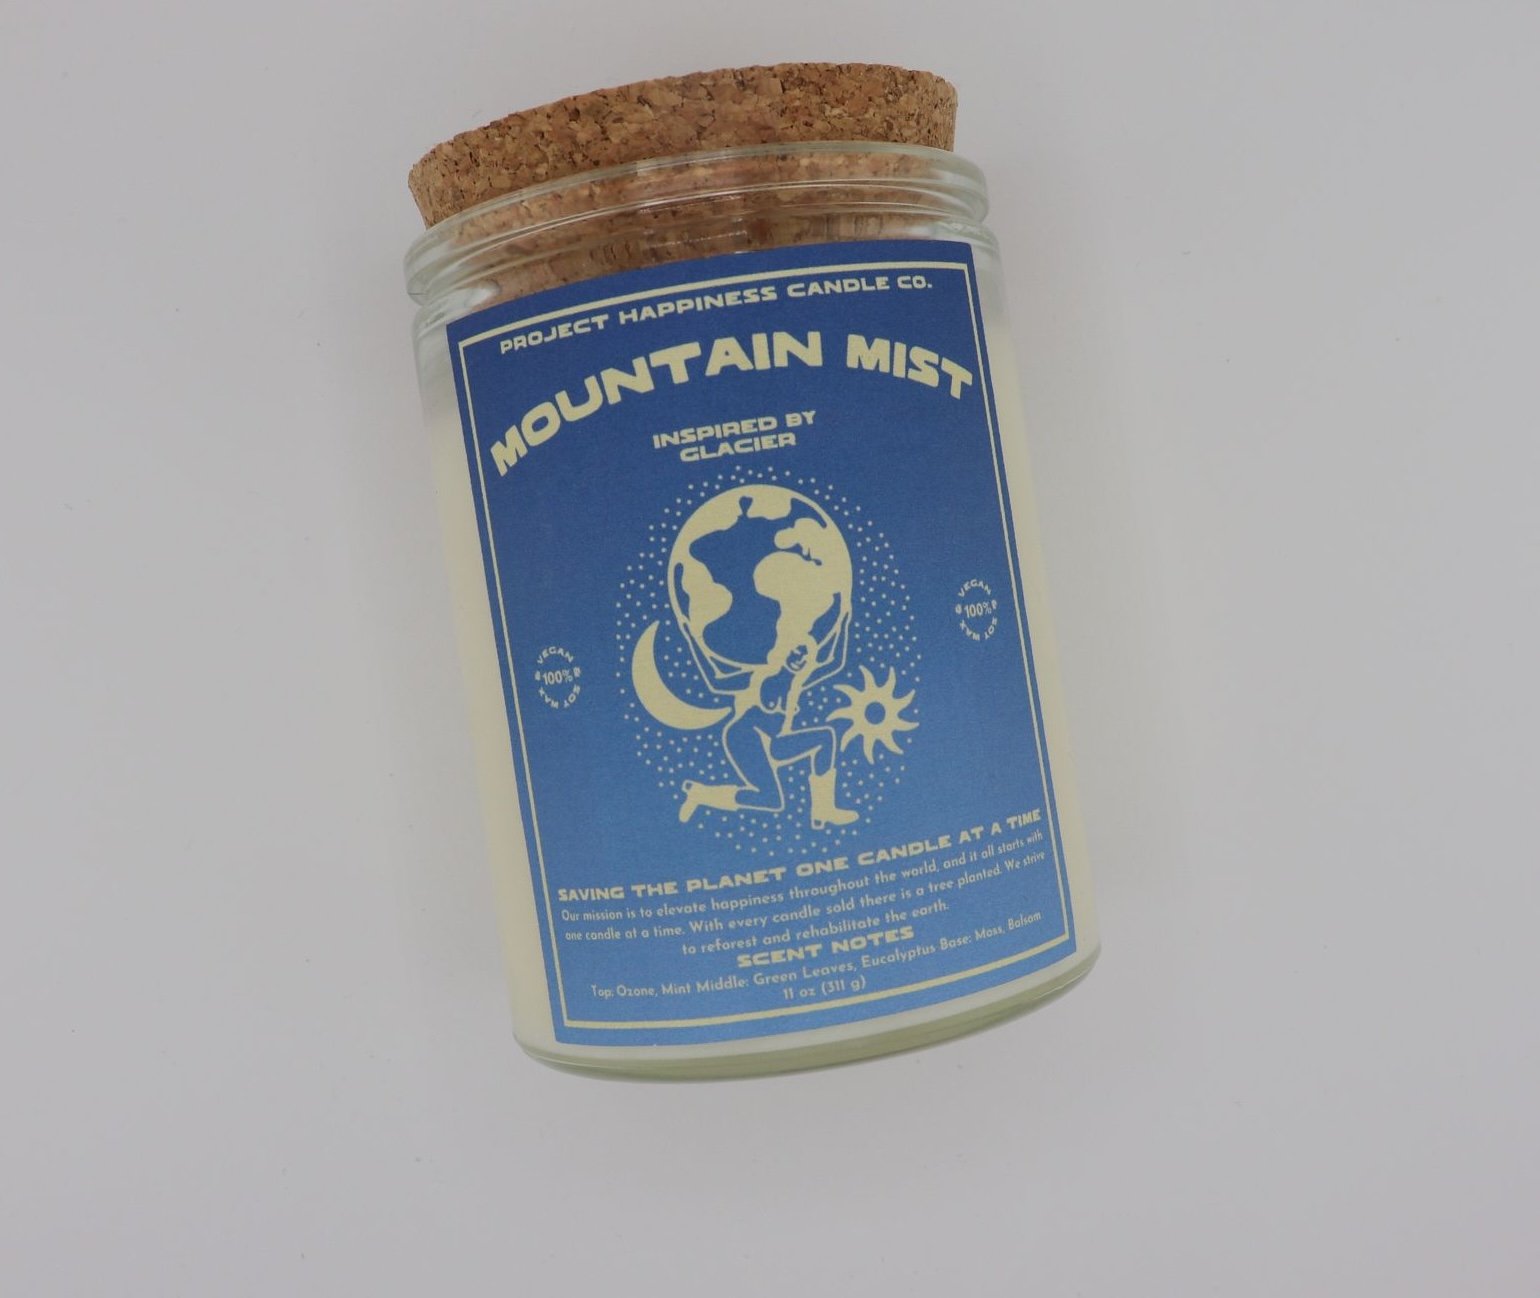 PROJECT HAPPINESS CANDLE CO.
MOUNTAIN MIST
INSPIRED BY
GLACIER
VEGAN
100%
SOY WAX
VEGAN
100%
SOY WAX
SAVING THE PLANET ONE CANDLE AT A TIME
Our mission is to elevate happiness throughout the world, and it all starts with
one candle at a time. With every candle sold there is a tree planted. We strive
to reforest and rehabilitate the earth.
SCENT NOTES
Top: Ozone, Mint Middle: Green Leaves, Eucalyptus Base: Moss, Balsam
11 oz (311 g)